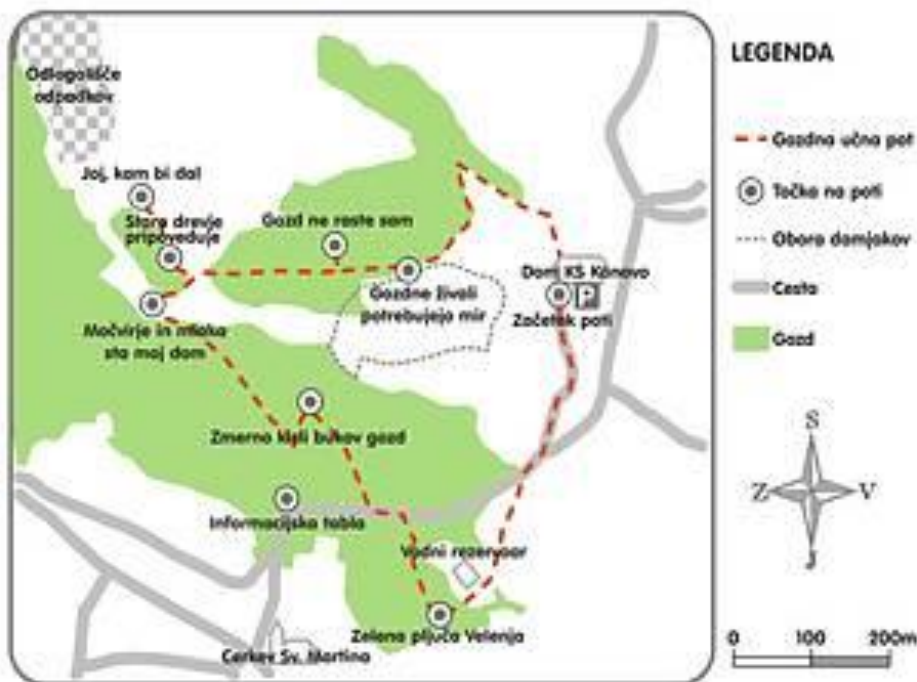 Odlagališče
odpadkov
Joj, kam bi dal
Staro drevje
pripoveduje
Gozd ne raste sam
Gozdne živali
potrebujejo mir
Dom KS Konovo
Začetek poti
Močvirje in mlaka
sta moj dom
Zmerno kisli bukov gozd
Informacijska tabla
Vodni rezervoar
Zelena pljuča Velenja
Cerkev Sv. Martina
LEGENDA
Gozdna učna pot
Točka na poti
Obora damjakov
Cesta
Gozd
S
Z V
J
0 100 200m